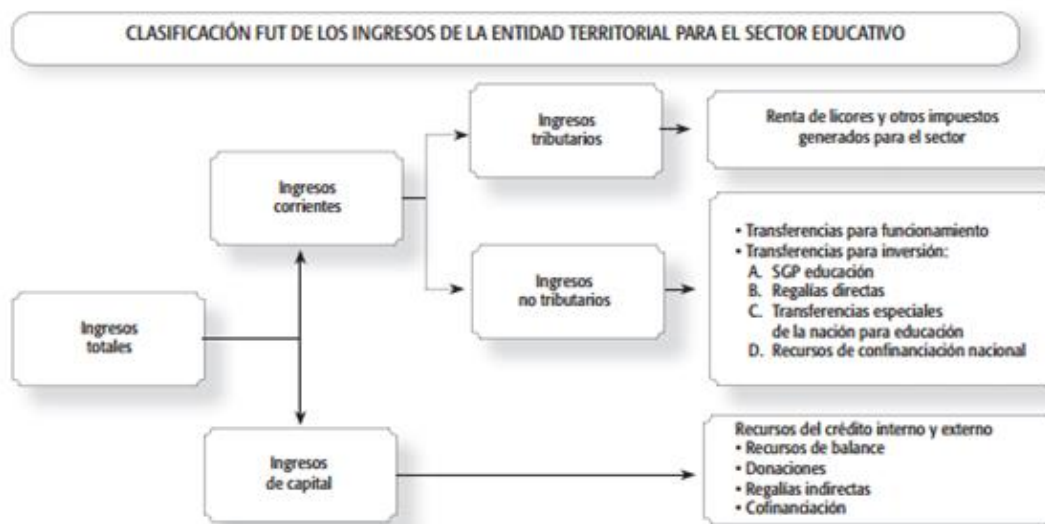 CLASIFICACIÓN FUT DE LOS INGRESOS DE LA ENTIDAD TERRITORIAL PARA EL SECTOR EDUCATIVO
Ingresos
totales
Ingresos
corrientes
Ingresos
tributarios
Renta de licores y otros impuestos
generados para el sector
Ingresos
no tributarios
• Transferencias para funcionamiento
• Transferencias para inversión:
A. SGP educación
B. Regalías directas
C. Transferencias especiales
de la nación para educación
D. Recursos de confinanciación nacional
Ingresos
de capital
Recursos del crédito interno y externo
• Recursos de balance
• Donaciones
• Regalías indirectas
• Cofinanciación